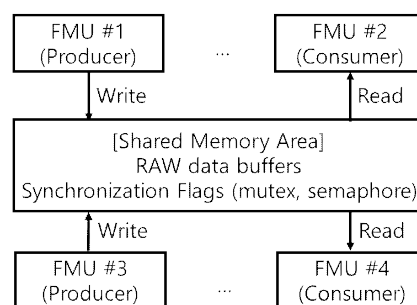 FMU #1
(Producer)
...
FMU #2
(Consumer)
Write
Read
[Shared Memory Area]
RAW data buffers
Synchronization Flags (mutex, semaphore)
Write
Read
FMU #3
(Producer)
...
FMU #4
(Consumer)